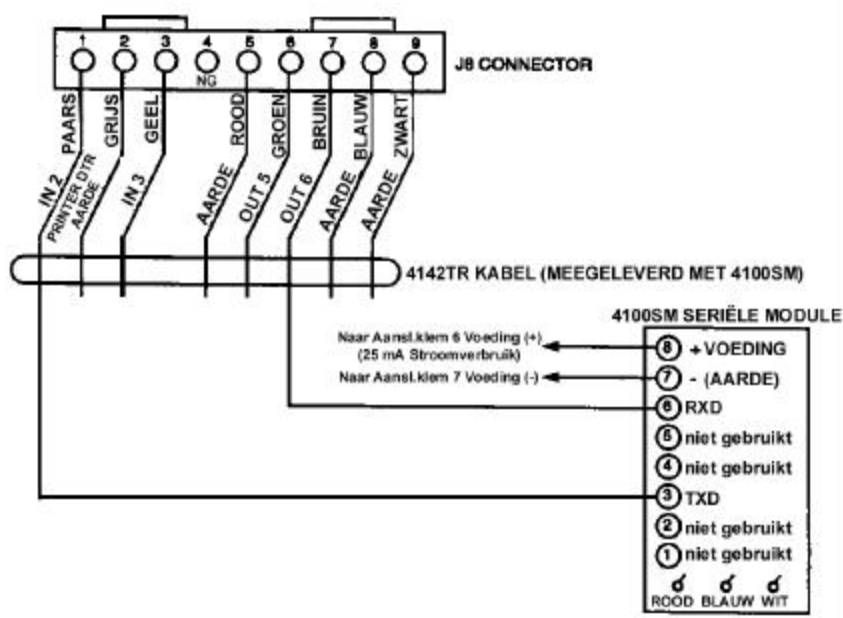 1 2 3 4 5 6 7 8 9
NG
J8 CONNECTOR
PAARS
GRIJS
GEEL
ROOD
GROEN
BRUIN
BLAUW
ZWART
IN 2
PRINTER DTR
AARDE
IN 3
AARDE
OUT 5
OUT 6
AARDE
AARDE
4142TR KABEL (MEEGELEVERD MET 4100SM)
4100SM SERIËLE MODULE
Naar Aansl.klem 6 Voeding (+)
(25 mA Stroomverbruik)
Naar Aansl.klem 7 Voeding (-)
8 + VOEDING
7 - (AARDE)
6 RXD
5 niet gebruikt
4 niet gebruikt
3 TXD
2 niet gebruikt
1 niet gebruikt
ROOD BLAUW WIT